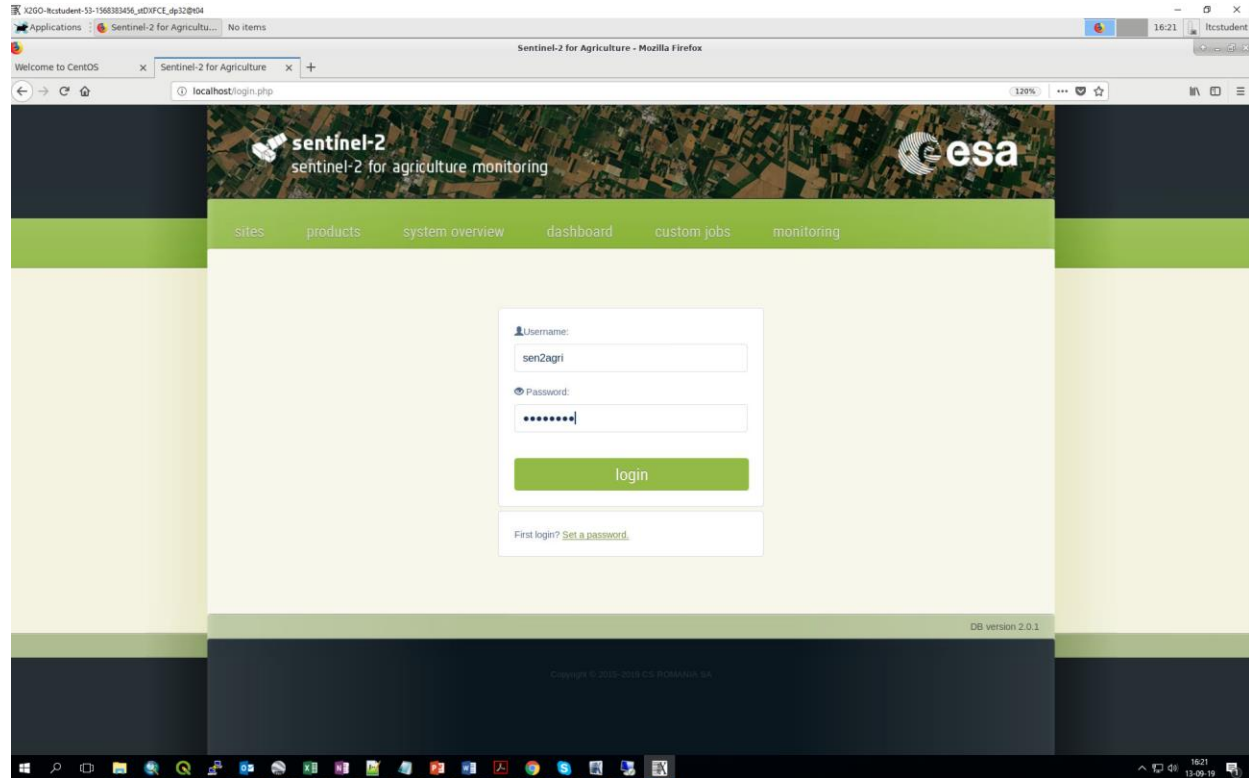 X2GO-ltcstudent-53-1568383456_stDXFCE_dp32@t04
Applications Sentinel-2 for Agricultu... No items 16:21 ltcstudent
Sentinel-2 for Agriculture - Mozilla Firefox
Welcome to CentOS Sentinel-2 for Agriculture
localhost/login.php 120%
sentinel-2
sentinel-2 for agriculture monitoring
esa
sites products system overview dashboard custom jobs monitoring
Username:
sen2agri
Password:
login
First login? Set a password.
DB version 2.0.1
Copyright © 2015-2019 CS ROMANIA SA
16:21
13-09-19